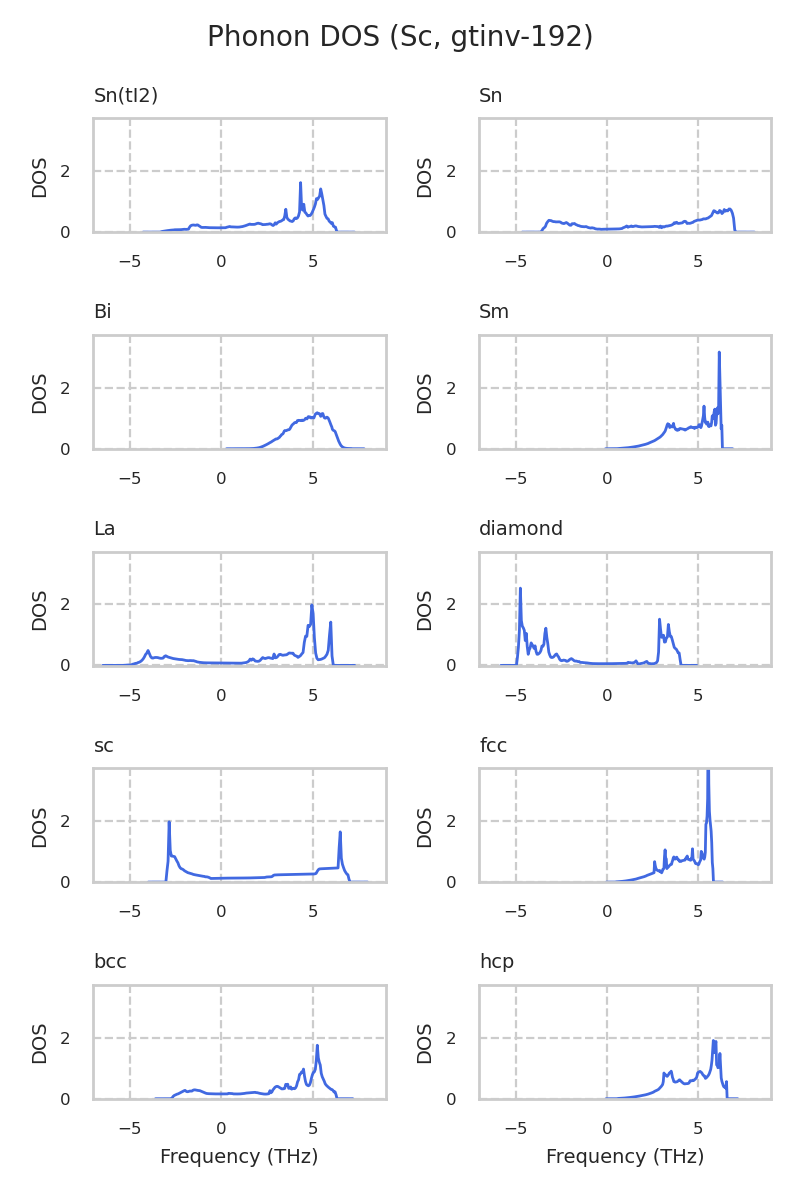 Phonon DOS (Sc, gtinv-192)
Sn(tI2)
DOS
2
0
−5 0 5
Sn
DOS
2
0
−5 0 5
Bi
DOS
2
0
−5 0 5
Sm
DOS
2
0
−5 0 5
La
DOS
2
0
−5 0 5
diamond
DOS
2
0
−5 0 5
sc
DOS
2
0
−5 0 5
fcc
DOS
2
0
−5 0 5
bcc
DOS
2
0
−5 0 5
Frequency (THz)
hcp
DOS
2
0
−5 0 5
Frequency (THz)